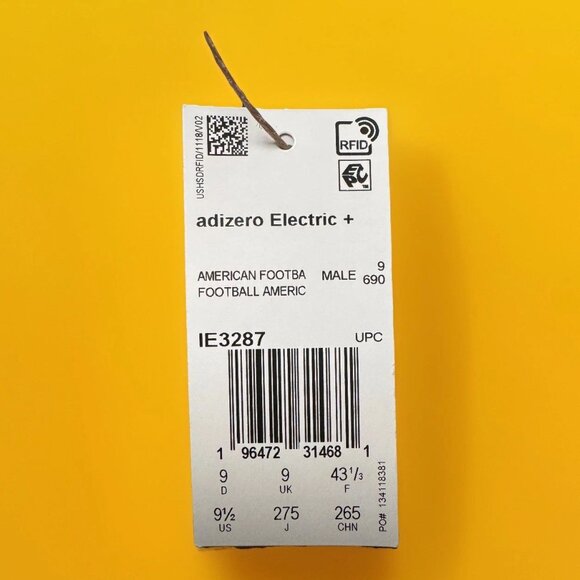 USHSDRFID/1118/V02
RFID
EPC™
adizero Electric +
AMERICAN FOOTBA MALE 9
FOOTBALL AMERIC 690
IE3287 UPC
1 96472 31468 1
9 9 43 1/3
D UK F
9½ 275 265
US J CHN
PO# 134118381